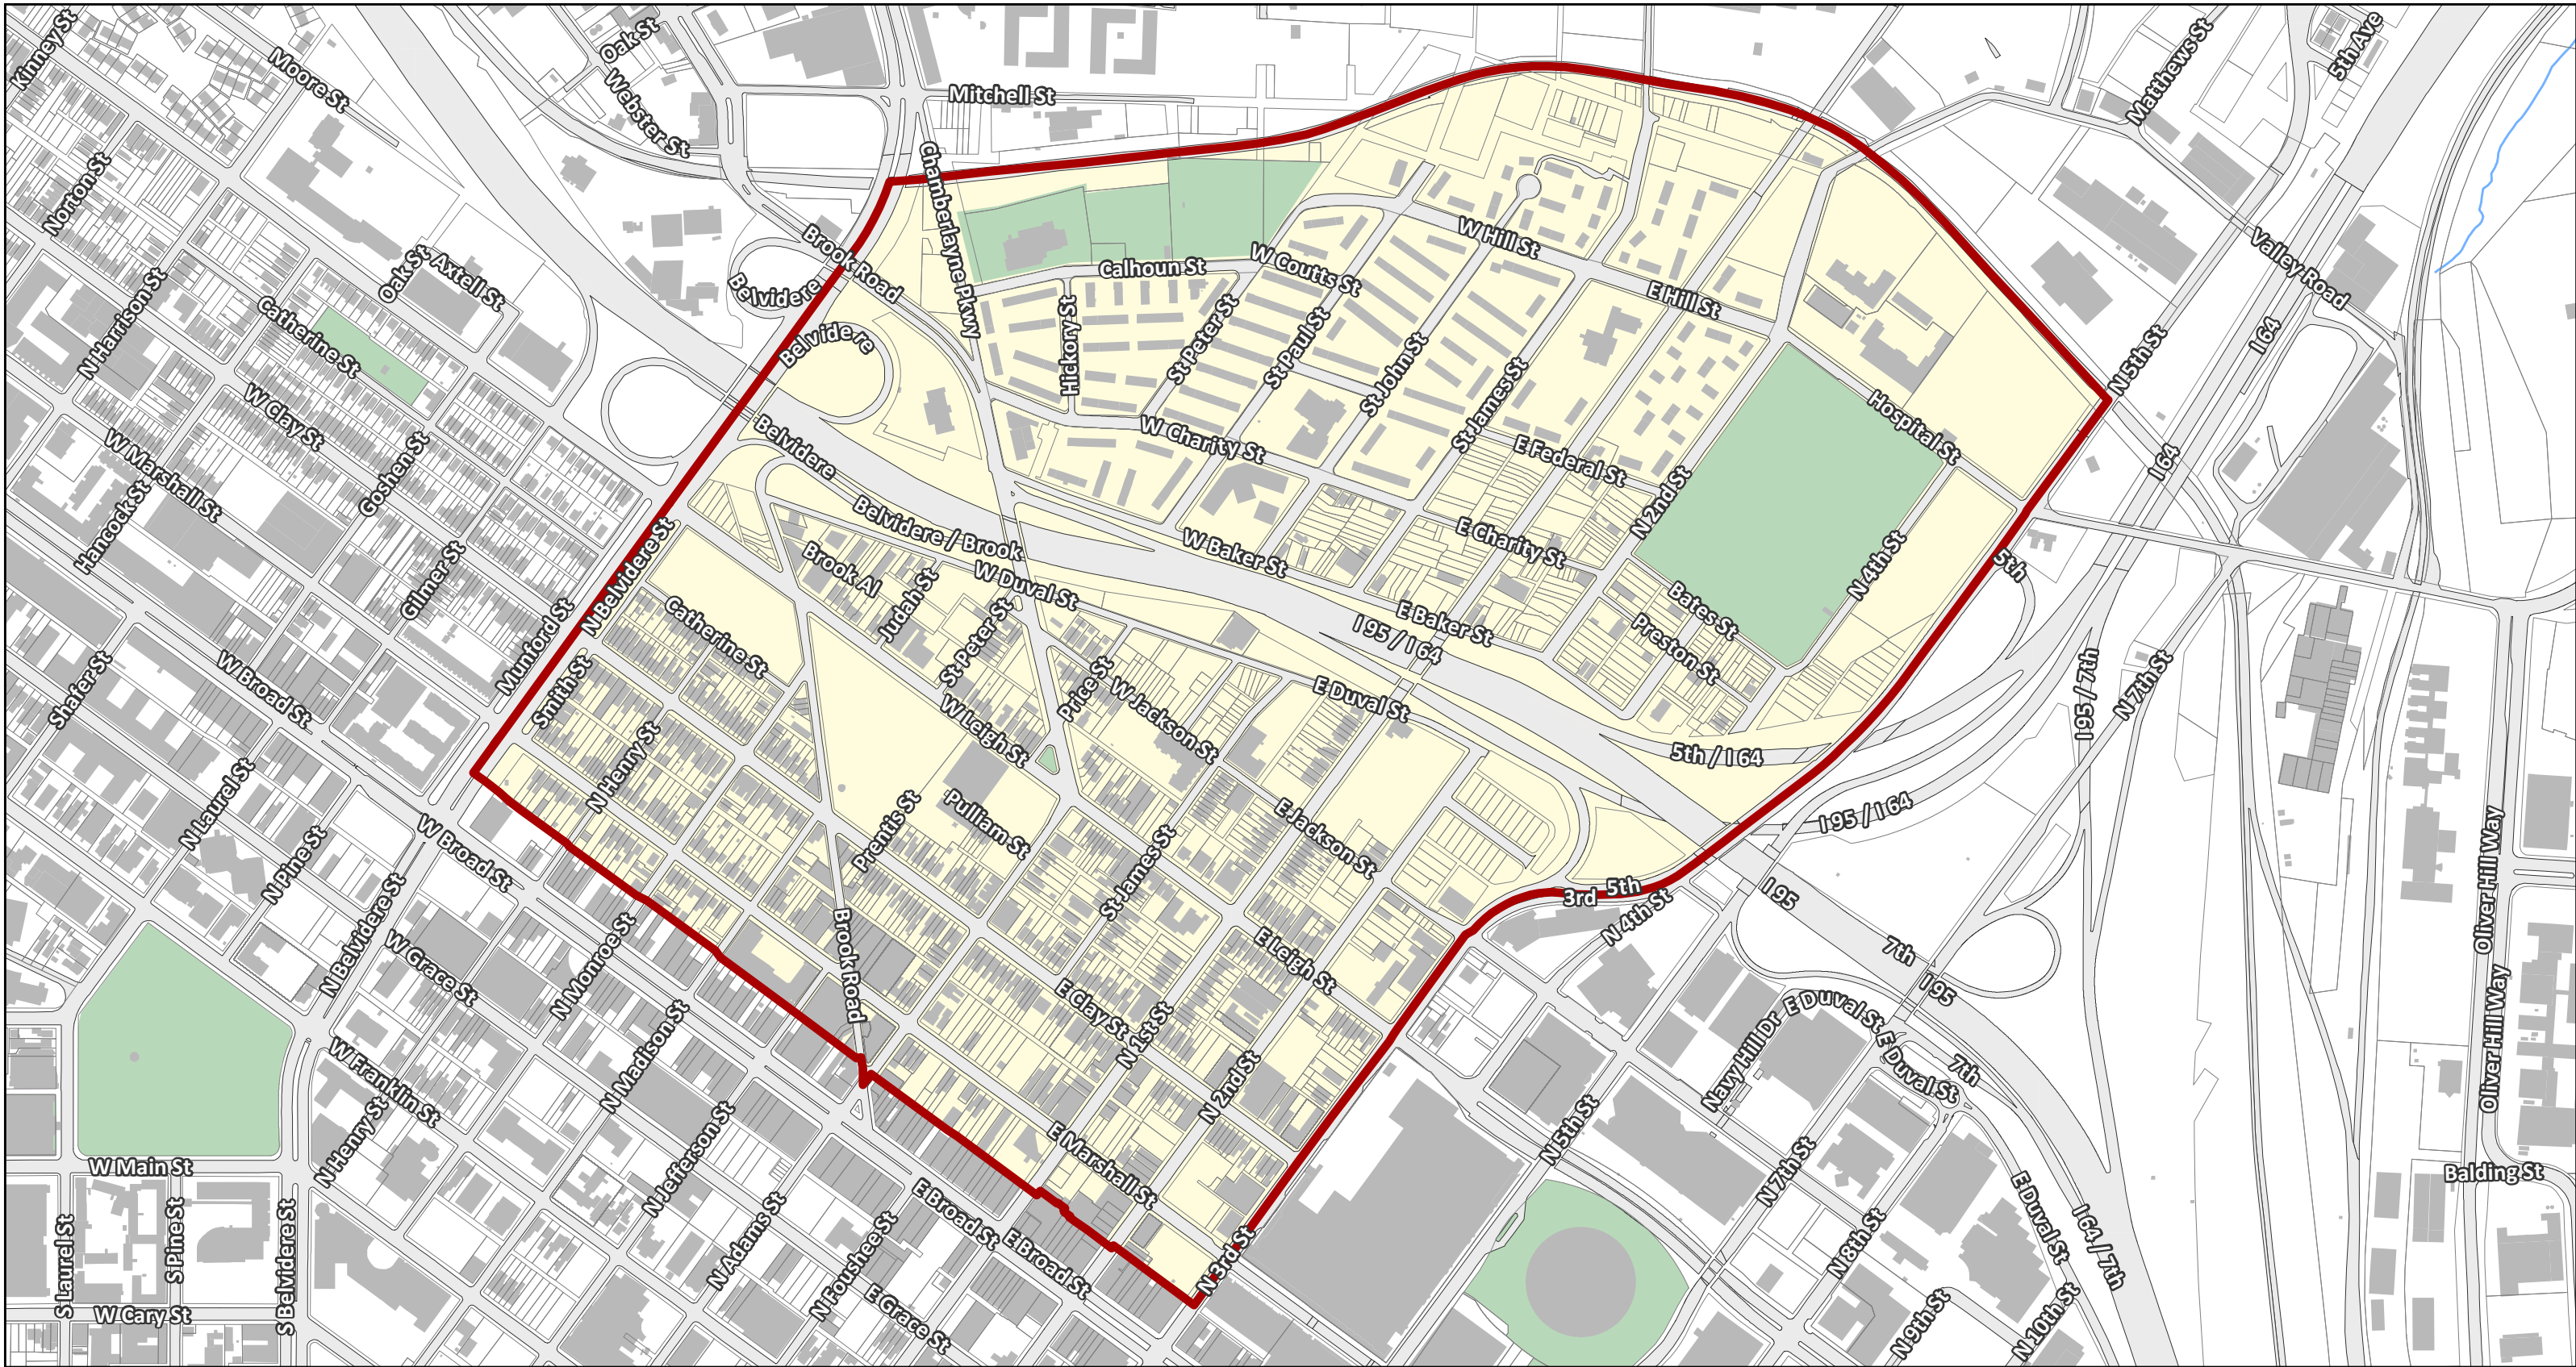 Kinney St
Moore St
Oak St
Webster St
Mitchell St
Matthews St
5th Ave
Norton St
Chamberlayne Pkwy
Brook Road
Belvidere
Belvidere
Calhoun St
W Coutts St
W Hill St
E Hill St
Valley Road
I 64
N Harrison St
Oak St
Axtell St
Catherine St
Hickory St
St Peter St
St Paul St
St John St
St James St
N 5th St
Hospital St
W Clay St
W Marshall St
Goshen St
Belvidere
W Charity St
E Federal St
I 64
Hancock St
Gilmer St
N Belvidere St
Belvidere / Brook
Brook Al
Judah St
W Duval St
W Baker St
E Charity St
N 2nd St
N 4th St
5th
Bates St
Preston St
E Baker St
I 95 / I 64
Munford St
Catherine St
St Peter St
Price St
W Jackson St
E Duval St
Shafer St
W Broad St
Smith St
N Henry St
W Leigh St
5th / I 64
I 95 / 7th
N 7th St
N Laurel St
N Pine St
W Broad St
Prentis St
Pulliam St
St James St
E Jackson St
I 95 / I 64
3rd
5th
N 4th St
I 95
7th
I 95
Oliver Hill Way
N Belvidere St
W Grace St
N Monroe St
Brook Road
E Leigh St
E Clay St
N 1st St
N 2nd St
Navy Hill Dr
E Duval St
E Duval St
7th
Oliver Hill Way
W Franklin St
N Henry St
N Madison St
N Jefferson St
E Marshall St
N 5th St
N 7th St
N 8th St
E Duval St
I 64 / 7th
Balding St
W Main St
S Laurel St
S Pine St
S Belvidere St
W Cary St
N Adams St
N Foushee St
E Broad St
E Broad St
E Grace St
N 3rd St
N 9th St
N 10th St